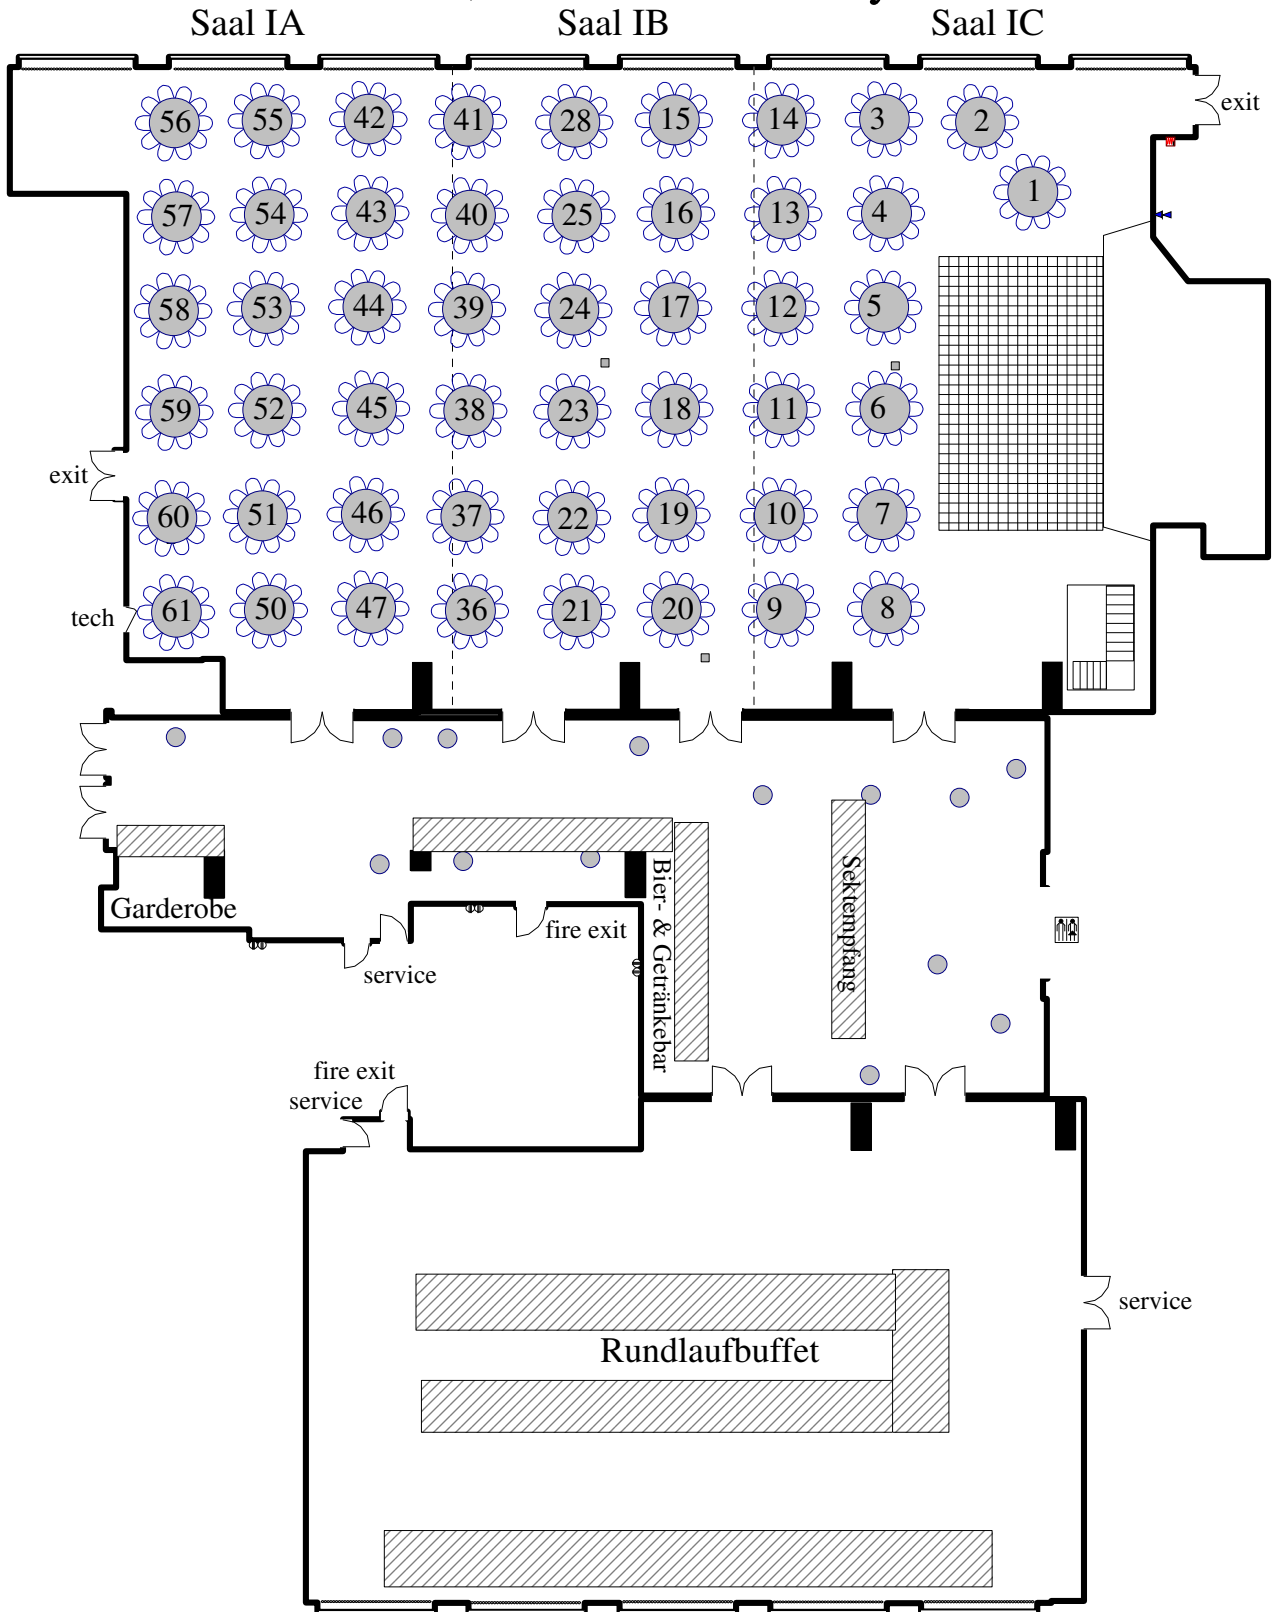 Saal IA Saal IB Saal IC
56 55 42 41 28 15 14 3 2 exit
57 54 43 40 25 16 13 4 1
58 53 44 39 24 17 12 5
59 52 45 38 23 18 11 6
exit
60 51 46 37 22 19 10 7
tech 61 50 47 36 21 20 9 8
Garderobe
Bier- & Getränkebar
Sektempfang
fire exit
service
fire exit
service
service
Rundlaufbuffet